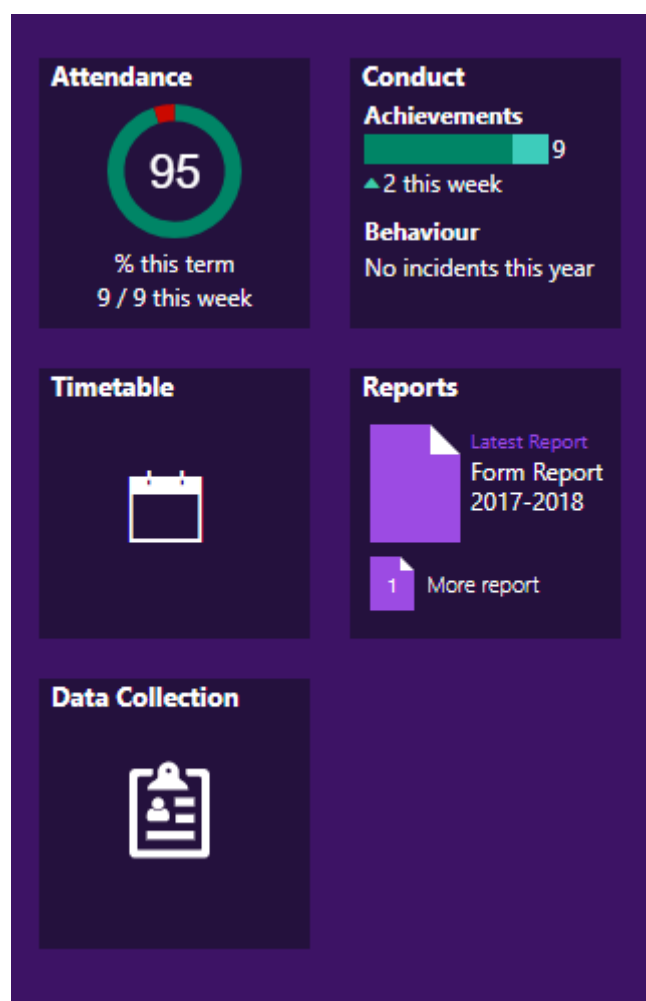 Attendance
95
% this term
9 / 9 this week
Conduct
Achievements
9
2 this week
Behaviour
No incidents this year
Timetable
Reports
Latest Report
Form Report
2017-2018
1
More report
Data Collection